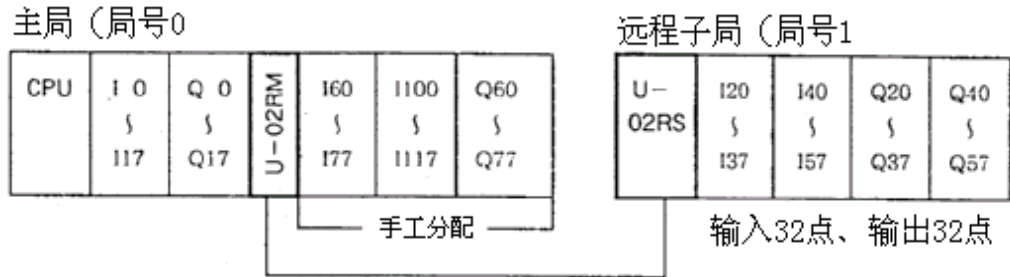 主局（局号0
远程子局（局号1
CPU
I 0
∫
I17
Q 0
∫
Q17
U-02RM
I60
∫
I77
I100
∫
I117
Q60
∫
Q77
U-
02RS
I20
∫
I37
I40
∫
I57
Q20
∫
Q37
Q40
∫
Q57
手工分配
输入32点、输出32点